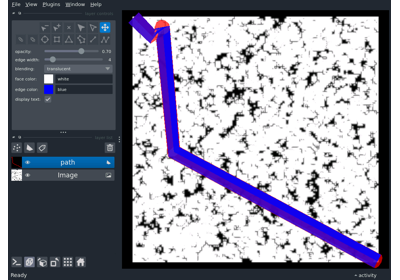 File View Plugins Window Help
opacity: 0.70
edge width:
blending: translucent
face color: white
edge color: blue
display text: ✓
path
Image
activity